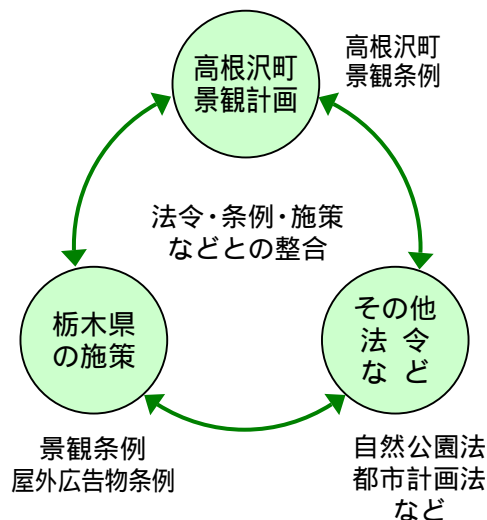 高根沢町
景観計画
高根沢町
景観条例
法令・条例・施策
などとの整合
栃木県
の施策
その他
法 令
な ど
景観条例
屋外広告物条例
自然公園法
都市計画法
など